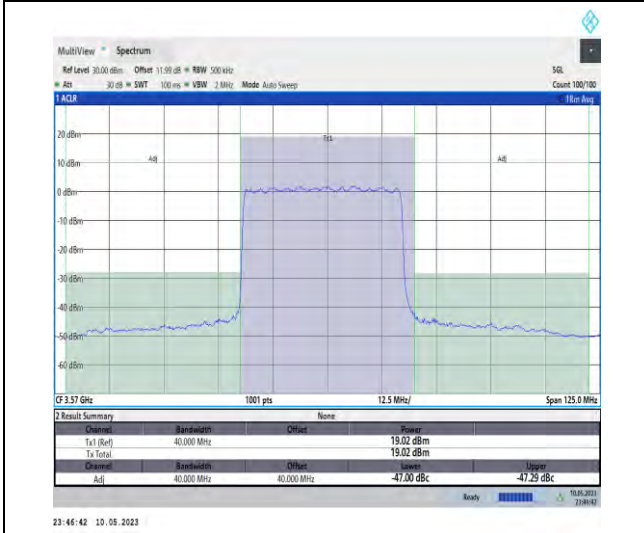 MultiView Spectrum
Ref Level 30.00 dBm Offset 31.99 dB RBW 500 kHz SGL
Att 30 dB SWT 100 ms VBW 2 MHz Mode Auto Sweep Count 100/100
1 ACLR 1Rm Avg
Tx1
20 dBm
Adj Adj
10 dBm
0 dBm
-10 dBm
-20 dBm
-30 dBm
-40 dBm
-50 dBm
-60 dBm
CF 3.57 GHz 1001 pts 12.5 MHz/ Span 125.0 MHz
2 Result Summary None
Channel Bandwidth Offset Power
Tx1 (Ref) 40.000 MHz 19.02 dBm
Tx Total 19.02 dBm
Channel Bandwidth Offset Lower Upper
Adj 40.000 MHz 40.000 MHz -47.00 dBc -47.29 dBc
Ready 10.05.2023
23:46:42
23:46:42 10.05.2023